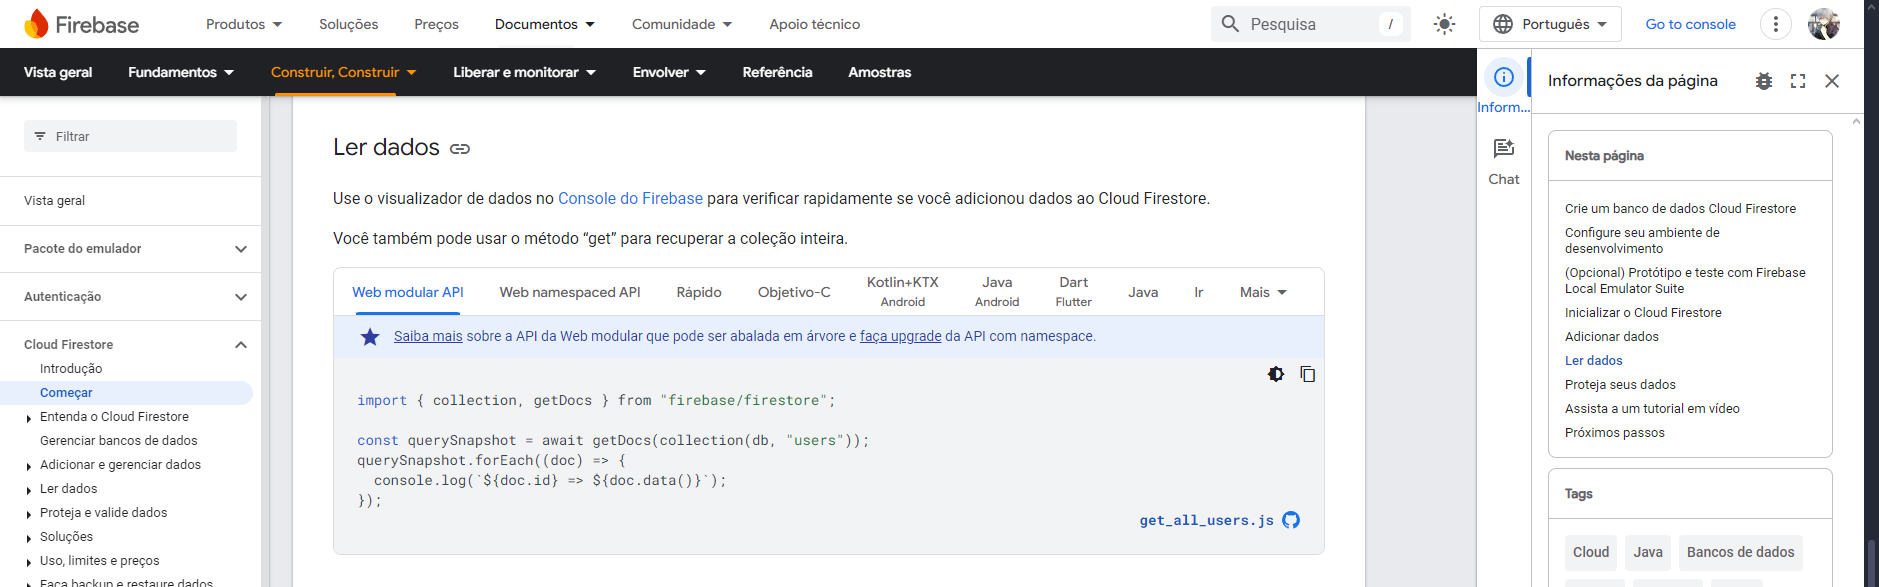 Firebase
Produtos
Soluções
Preços
Documentos
Comunidade
Apoio técnico
Pesquisa
/
Português
Go to console
Vista geral
Fundamentos
Construir, Construir
Liberar e monitorar
Envolver
Referência
Amostras
Filtrar
Vista geral
Pacote do emulador
Autenticação
Cloud Firestore
Introdução
Começar
Entenda o Cloud Firestore
Gerenciar bancos de dados
Adicionar e gerenciar dados
Ler dados
Proteja e valide dados
Soluções
Uso, limites e preços
Faça backup e restaure dados
Ler dados
Use o visualizador de dados no Console do Firebase para verificar rapidamente se você adicionou dados ao Cloud Firestore.
Você também pode usar o método “get” para recuperar a coleção inteira.
Web modular API
Web namespaced API
Rápido
Objetivo-C
Kotlin+KTX
Android
Java
Android
Dart
Flutter
Java
Ir
Mais
Saiba mais sobre a API da Web modular que pode ser abalada em árvore e faça upgrade da API com namespace.
import { collection, getDocs } from "firebase/firestore";
const querySnapshot = await getDocs(collection(db, "users"));
querySnapshot.forEach((doc) => {
  console.log(`${doc.id} => ${doc.data()}`);
});
get_all_users.js
Inform...
Chat
Informações da página
Nesta página
Crie um banco de dados Cloud Firestore
Configure seu ambiente de
desenvolvimento
(Opcional) Protótipo e teste com Firebase
Local Emulator Suite
Inicializar o Cloud Firestore
Adicionar dados
Ler dados
Proteja seus dados
Assista a um tutorial em vídeo
Próximos passos
Tags
Cloud
Java
Bancos de dados